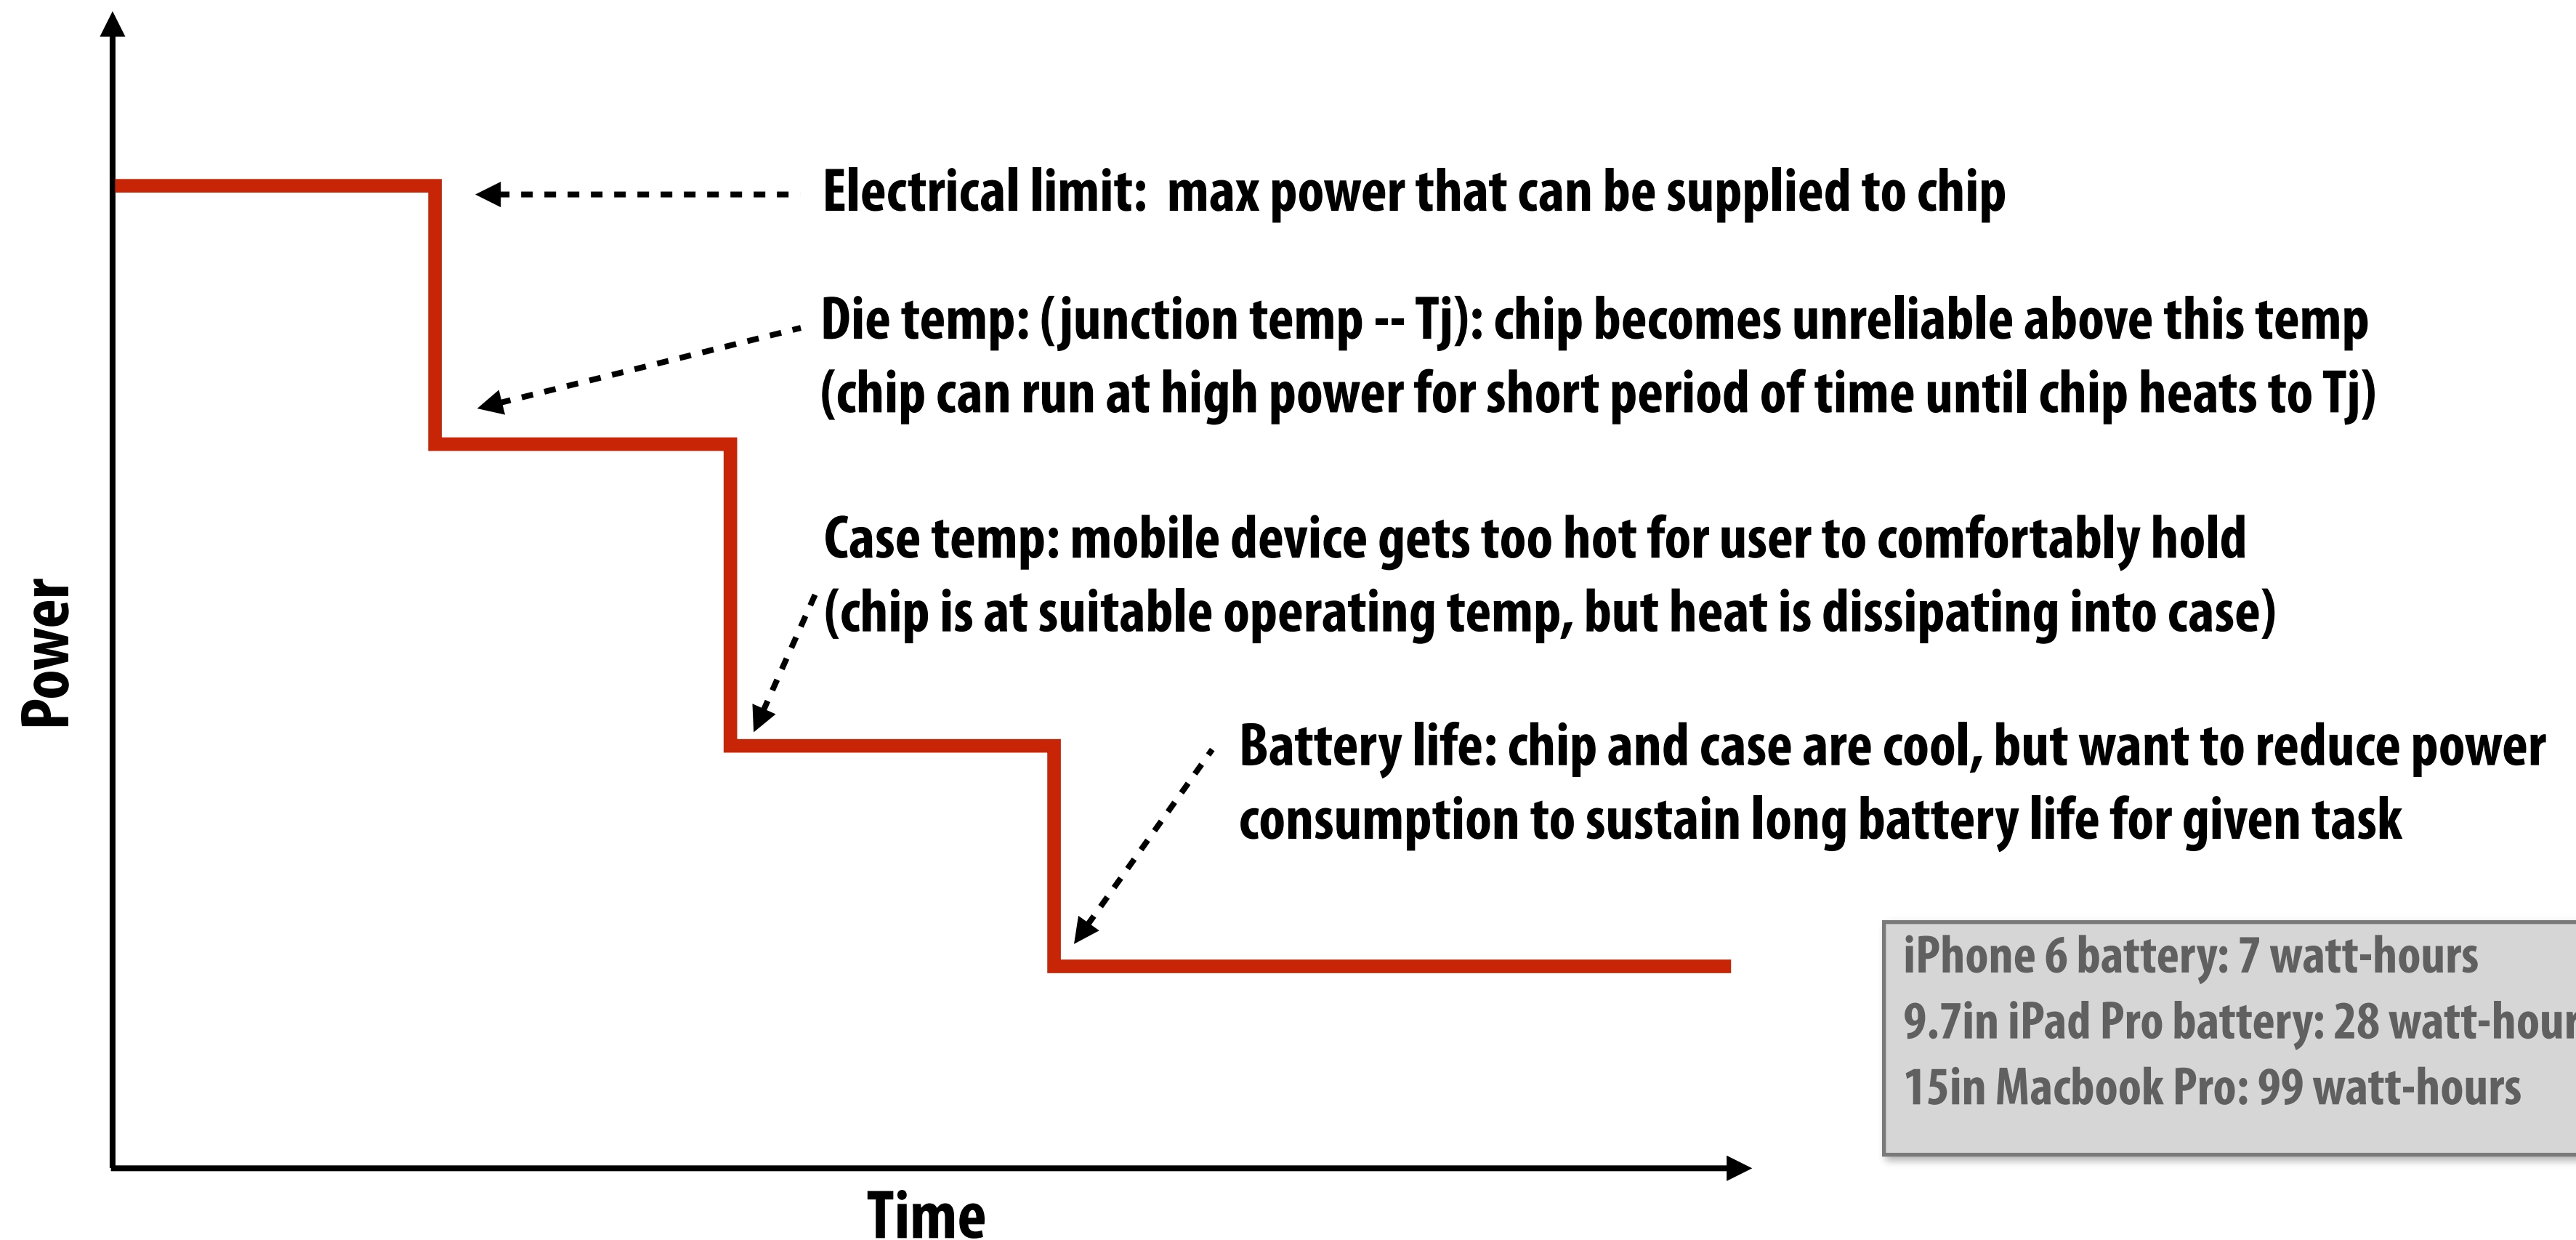 Electrical limit: max power that can be supplied to chip
Die temp: (junction temp -- Tj): chip becomes unreliable above this temp
(chip can run at high power for short period of time until chip heats to Tj)
Case temp: mobile device gets too hot for user to comfortably hold
(chip is at suitable operating temp, but heat is dissipating into case)
Power
Battery life: chip and case are cool, but want to reduce power
consumption to sustain long battery life for given task
iPhone 6 battery: 7 watt-hours
9.7in iPad Pro battery: 28 watt-hour
15in Macbook Pro: 99 watt-hours
Time